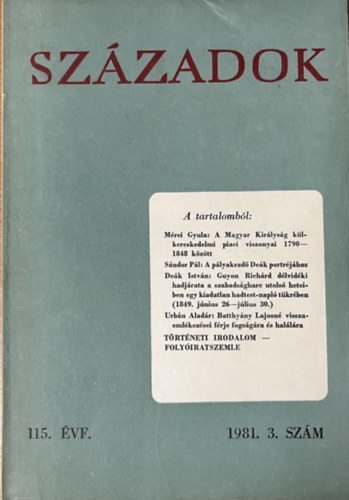 SZÁZADOK
A tartalomból:
Mérei Gyula: A Magyar Királyság kül-
kereskedelmi piaci viszonyai 1790—
1848 között
Sándor Pál: A pályakezdő Deák portréjához
Deák István: Guyon Richárd délvidéki
hadjárata a szabadságharc utolsó hetei-
ben egy kiadatlan hadtest-napló tükrében
(1849. június 26—július 30.)
Urbán Aladár: Batthyány Lajosné vissza-
emlékezései férje fogságára és halálára
TÖRTÉNETI IRODALOM —
FOLYÓIRATSZEMLE
115. ÉVF. 1981. 3. SZÁM